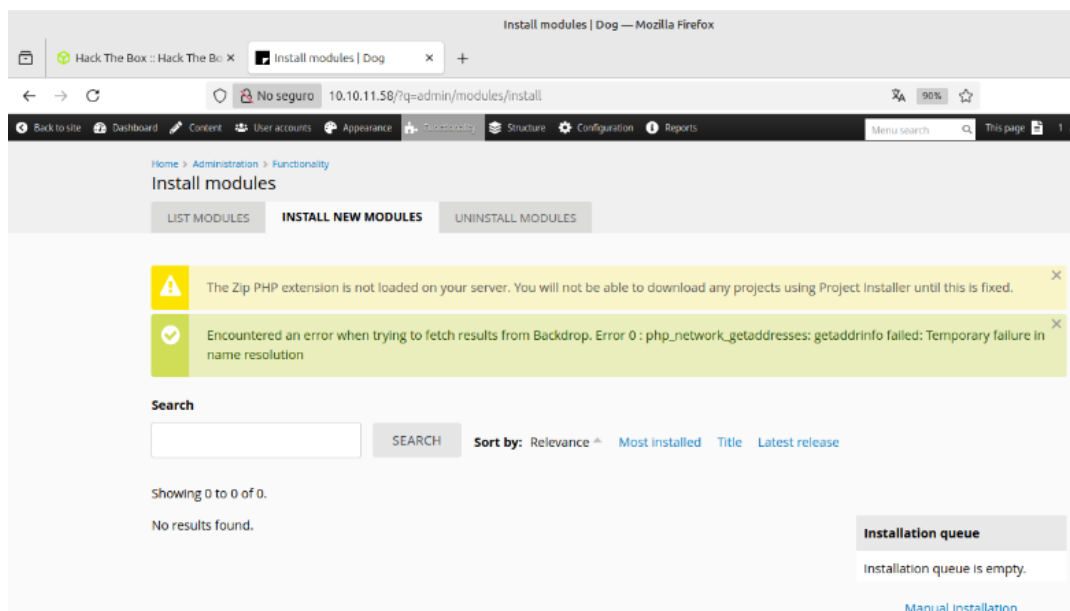 Install modules | Dog — Mozilla Firefox
Hack The Box :: Hack The Bo
Install modules | Dog
No seguro 10.10.11.58/?q=admin/modules/install 90%
Back to site Dashboard Content User accounts Appearance Functionality Structure Configuration Reports Menu search This page 1
Home > Administration > Functionality
Install modules
LIST MODULES INSTALL NEW MODULES UNINSTALL MODULES
The Zip PHP extension is not loaded on your server. You will not be able to download any projects using Project Installer until this is fixed.
Encountered an error when trying to fetch results from Backdrop. Error 0 : php_network_getaddresses: getaddrinfo failed: Temporary failure in
name resolution
Search
SEARCH Sort by: Relevance Most installed Title Latest release
Showing 0 to 0 of 0.
No results found.
Installation queue
Installation queue is empty.
Manual installation